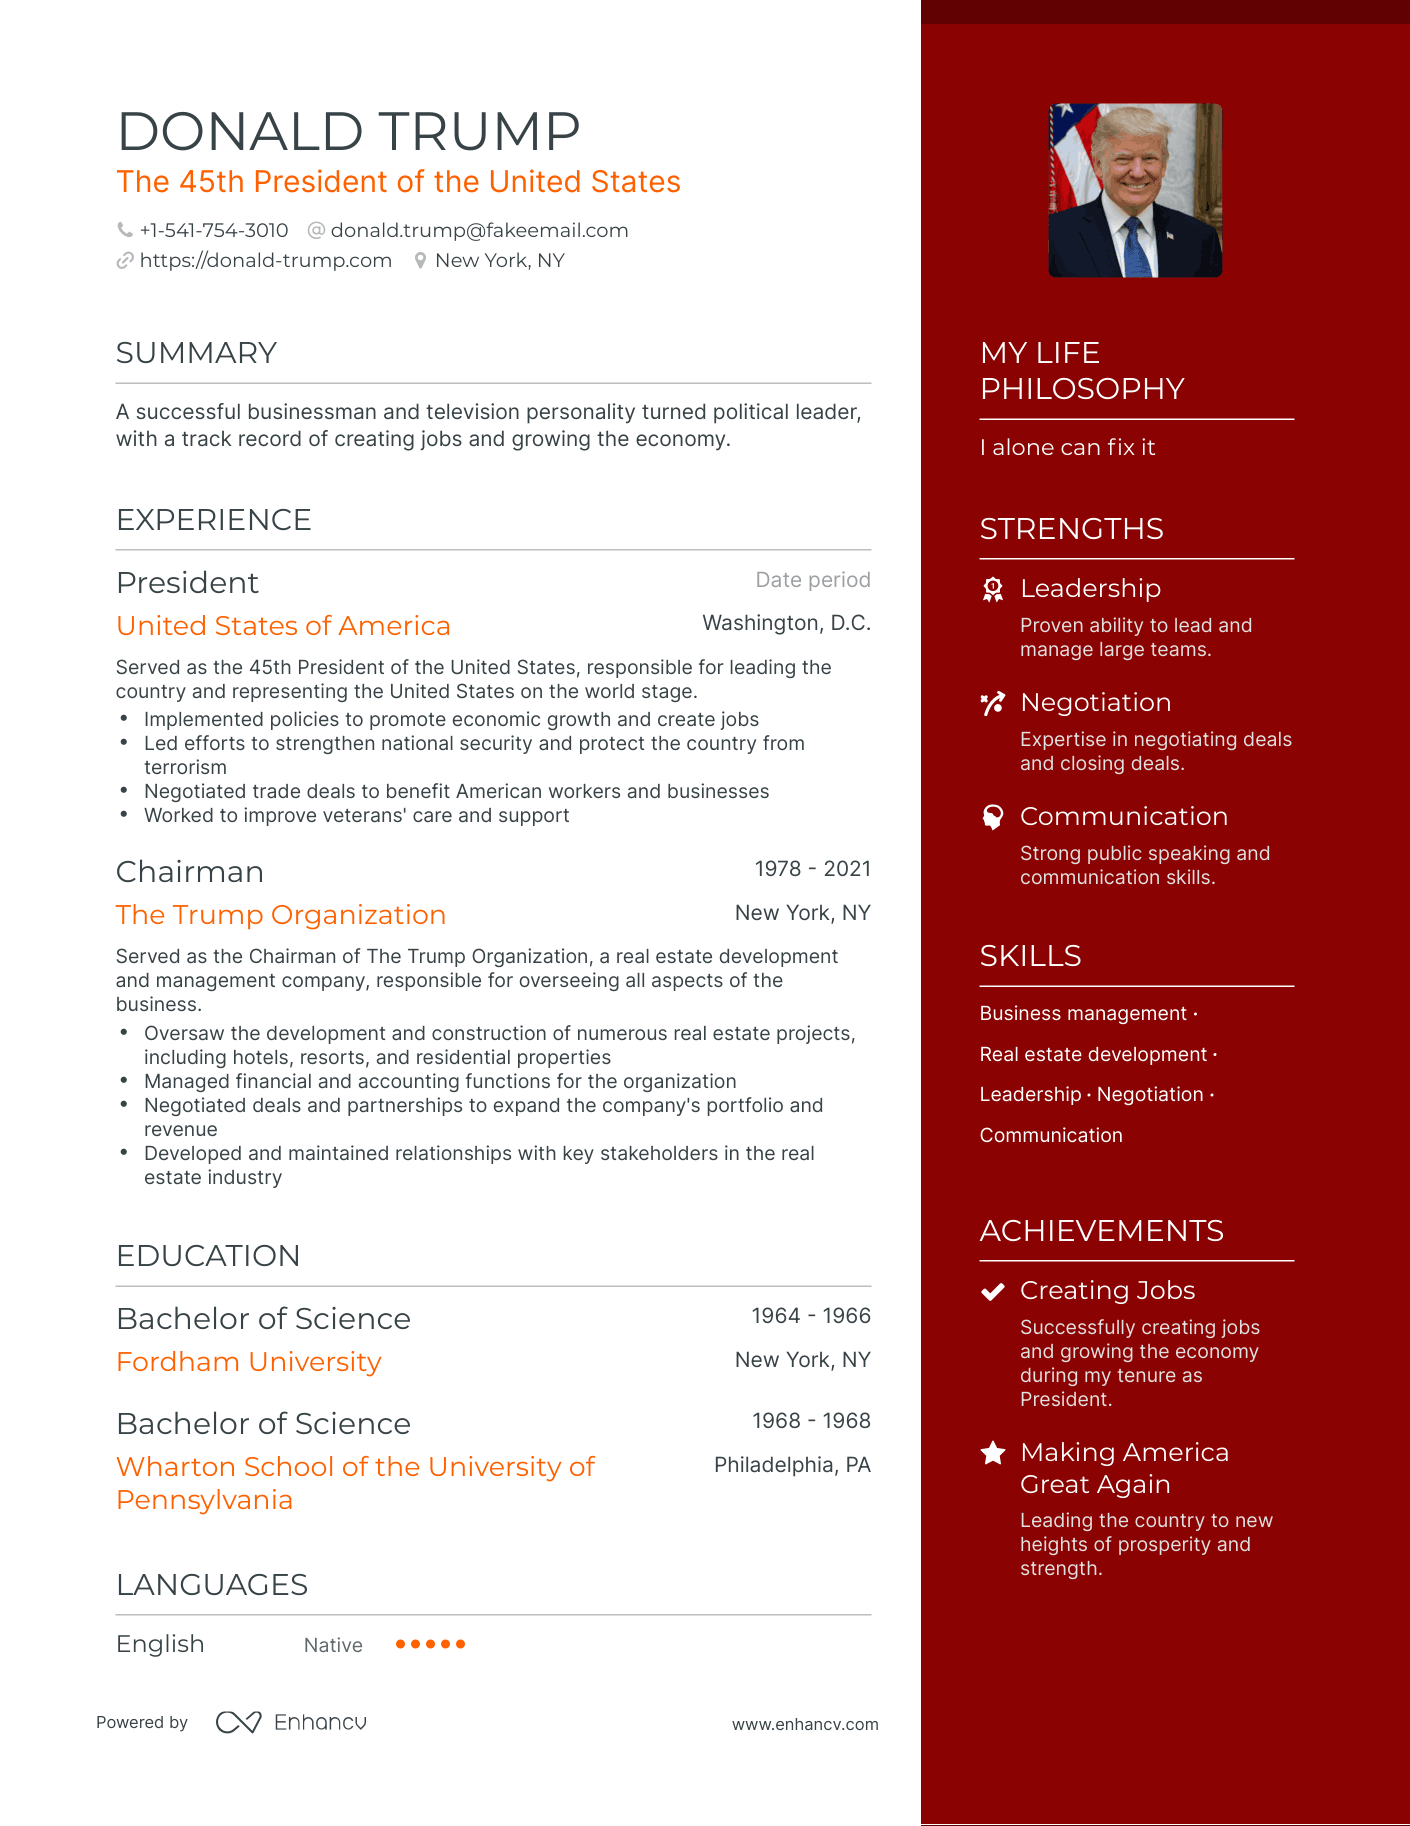 DONALD TRUMP
The 45th President of the United States
+1-541-754-3010 @ donald.trump@fakeemail.com
https://donald-trump.com New York, NY
SUMMARY
A successful businessman and television personality turned political leader,
with a track record of creating jobs and growing the economy.
EXPERIENCE
President Date period
United States of America Washington, D.C.
Served as the 45th President of the United States, responsible for leading the
country and representing the United States on the world stage.
• Implemented policies to promote economic growth and create jobs
• Led efforts to strengthen national security and protect the country from
terrorism
• Negotiated trade deals to benefit American workers and businesses
• Worked to improve veterans' care and support
Chairman 1978 - 2021
The Trump Organization New York, NY
Served as the Chairman of The Trump Organization, a real estate development
and management company, responsible for overseeing all aspects of the
business.
• Oversaw the development and construction of numerous real estate projects,
including hotels, resorts, and residential properties
• Managed financial and accounting functions for the organization
• Negotiated deals and partnerships to expand the company's portfolio and
revenue
• Developed and maintained relationships with key stakeholders in the real
estate industry
EDUCATION
Bachelor of Science 1964 - 1966
Fordham University New York, NY
Bachelor of Science 1968 - 1968
Wharton School of the University of Philadelphia, PA
Pennsylvania
LANGUAGES
English Native
Powered by Enhancv www.enhancv.com
MY LIFE
PHILOSOPHY
I alone can fix it
STRENGTHS
1 Leadership
Proven ability to lead and
manage large teams.
Negotiation
Expertise in negotiating deals
and closing deals.
Communication
Strong public speaking and
communication skills.
SKILLS
Business management ·
Real estate development ·
Leadership · Negotiation ·
Communication
ACHIEVEMENTS
Creating Jobs
Successfully creating jobs
and growing the economy
during my tenure as
President.
Making America
Great Again
Leading the country to new
heights of prosperity and
strength.